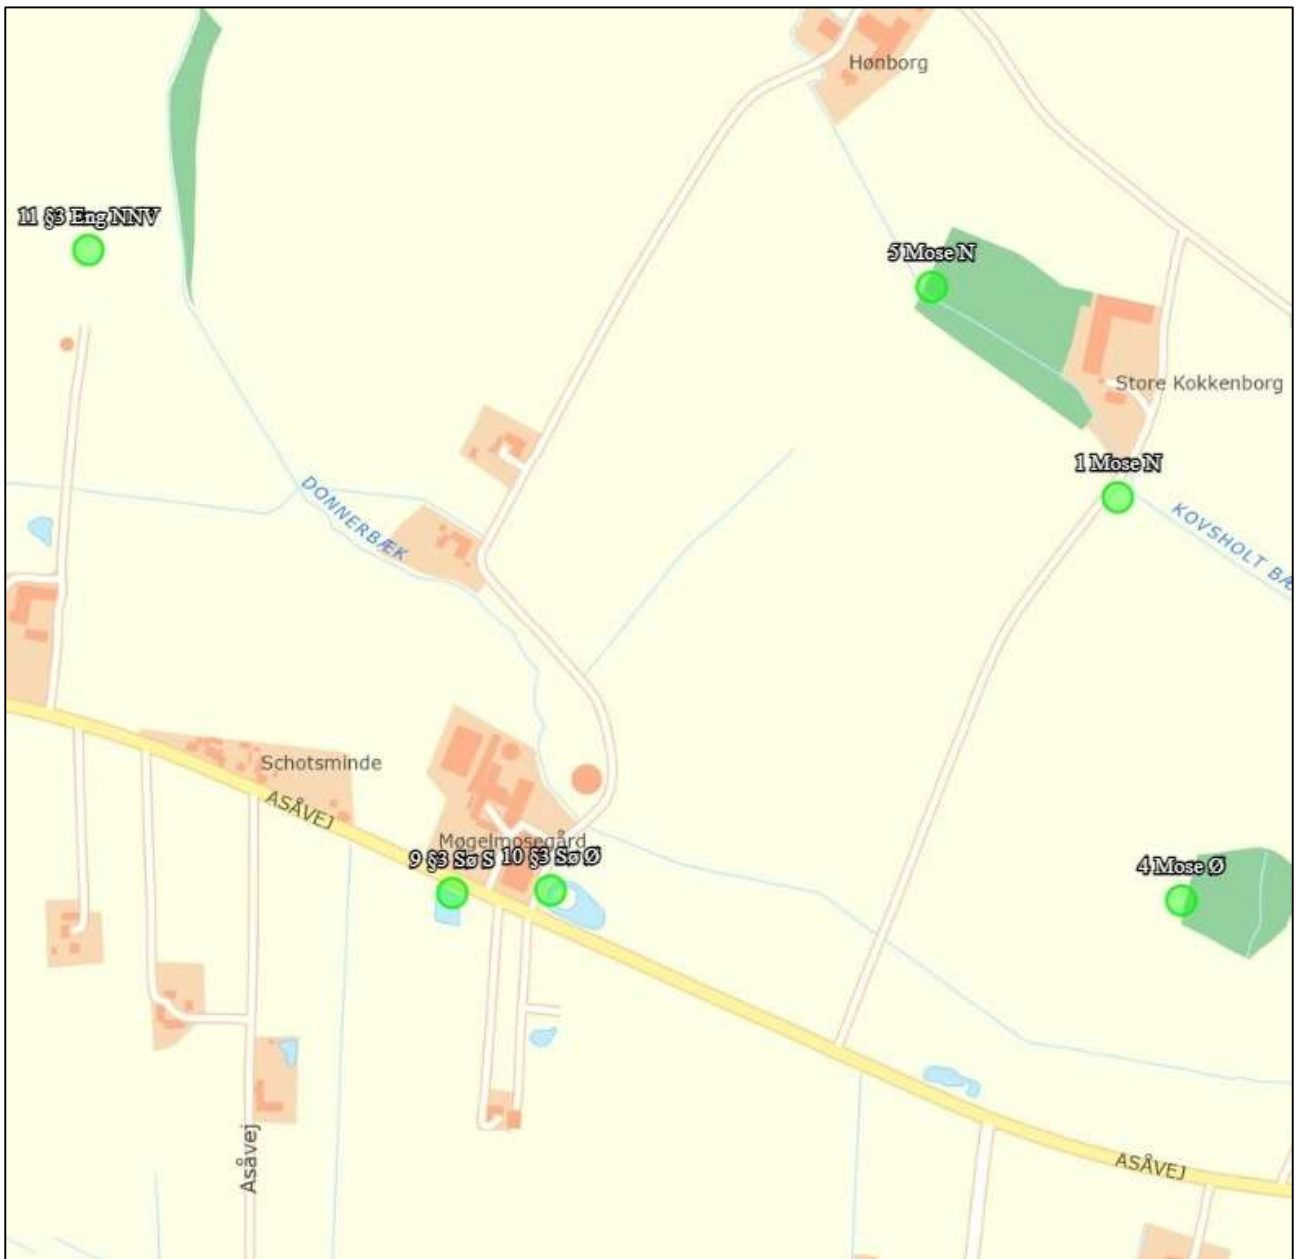 Hønborg
11 §3 Eng NNV
5 Mose N
Store Kokkenborg
1 Mose N
DONNERBÆK
KOVSHOLT BÆ
Schotsminde
ASÅVEJ
Møgelmosegård
9 §3 Sø S
10 §3 Sø Ø
4 Mose Ø
Asåvej
ASÅVEJ